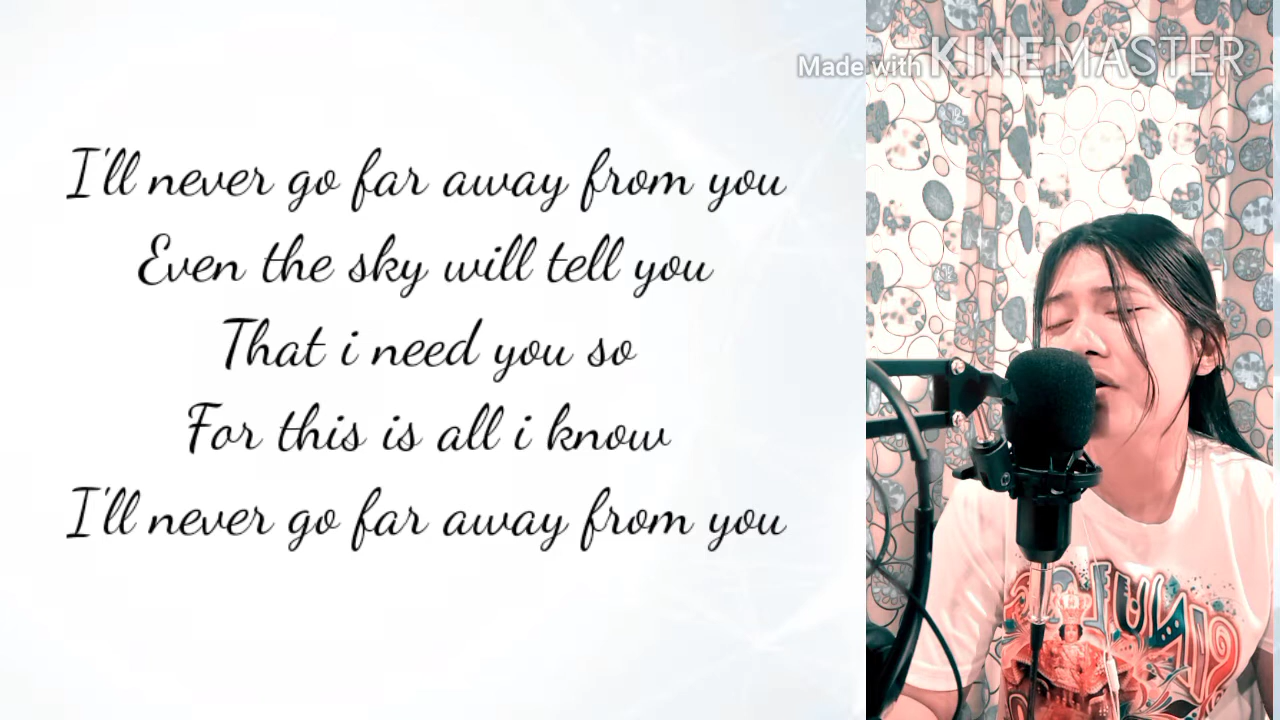 Made with KINEMASTER
I'll never go far away from you
Even the sky will tell you
That i need you so
For this is all i know
I'll never go far away from you